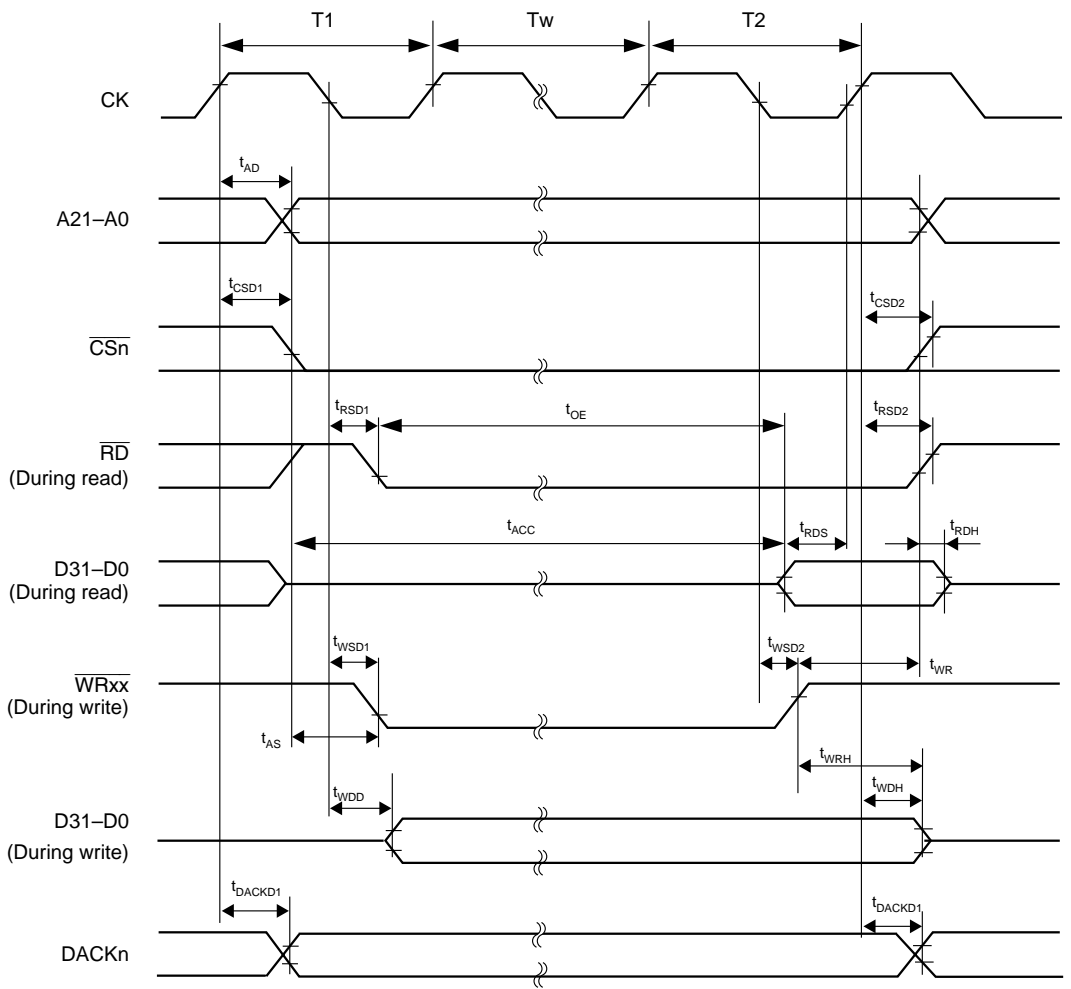 T1 Tw T2
CK
tAD
A21–A0
tCSD1 tCSD2
CSn
tRSD1 tOE tRSD2
RD
(During read)
tACC tRDS tRDH
D31–D0
(During read)
tWSD1 tWSD2 tWR
WRxx
(During write)
tAS
tWRH
tWDD tWDH
D31–D0
(During write)
tDACKD1 tDACKD1
DACKn